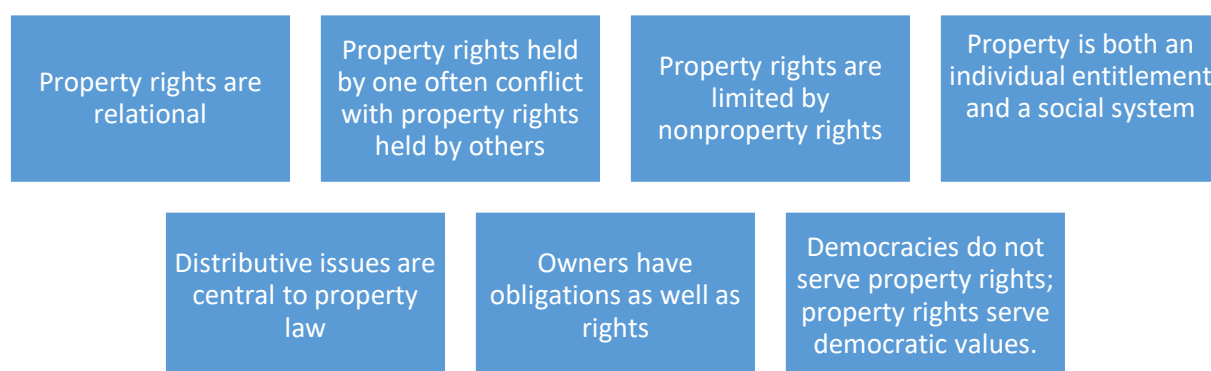 Property rights are
relational
Property rights held
by one often conflict
with property rights
held by others
Property rights are
limited by
nonproperty rights
Property is both an
individual entitlement
and a social system
Distributive issues are
central to property
law
Owners have
obligations as well as
rights
Democracies do not
serve property rights;
property rights serve
democratic values.